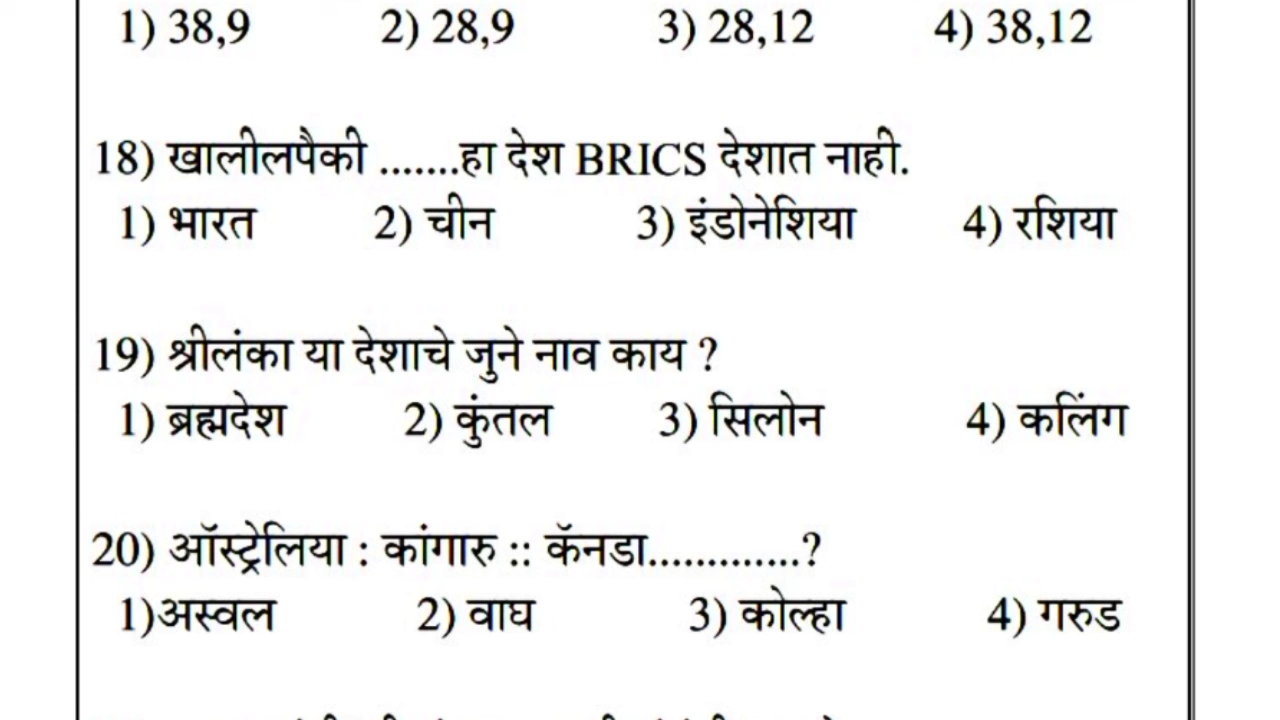 1) 38,9 2) 28,9 3) 28,12 4) 38,12
18) खालीलपैकी .......हा देश BRICS देशात नाही.
1) भारत 2) चीन 3) इंडोनेशिया 4) रशिया
19) श्रीलंका या देशाचे जुने नाव काय ?
1) ब्रह्मदेश 2) कुंतल 3) सिलोन 4) कलिंग
20) ऑस्ट्रेलिया : कांगारु :: कॅनडा.............?
1)अस्वल 2) वाघ 3) कोल्हा 4) गरुड